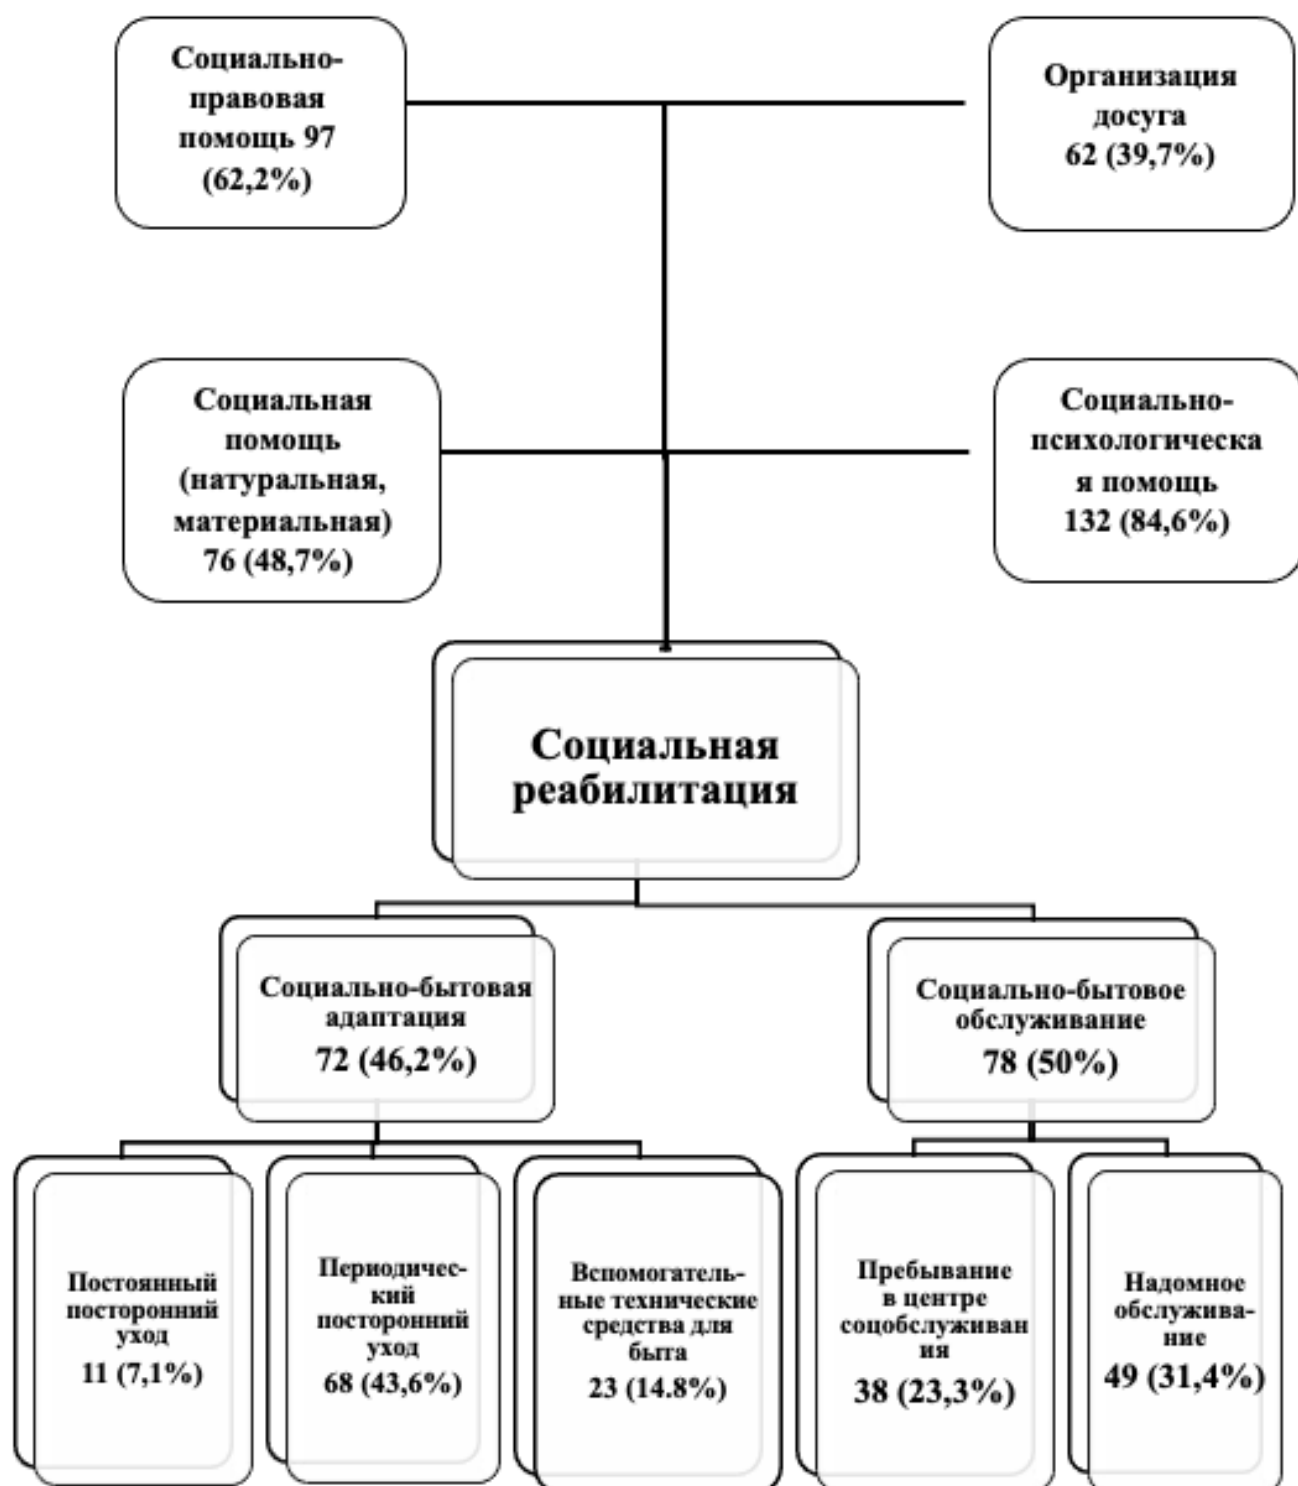 Социально-
правовая
помощь 97
(62,2%)
Организация
досуга
62 (39,7%)
Социальная
помощь
(натуральная,
материальная)
76 (48,7%)
Социально-
психологическа
я помощь
132 (84,6%)
Социальная
реабилитация
Социально-бытовая
адаптация
72 (46,2%)
Социально-бытовое
обслуживание
78 (50%)
Постоянный
посторонний
уход
11 (7,1%)
Периодичес-
кий
посторонний
уход
68 (43,6%)
Вспомогатель-
ные технические
средства для
быта
23 (14.8%)
Пребывание
в центре
соцобслуживан
ия
38 (23,3%)
Надомное
обслужива-
ние
49 (31,4%)